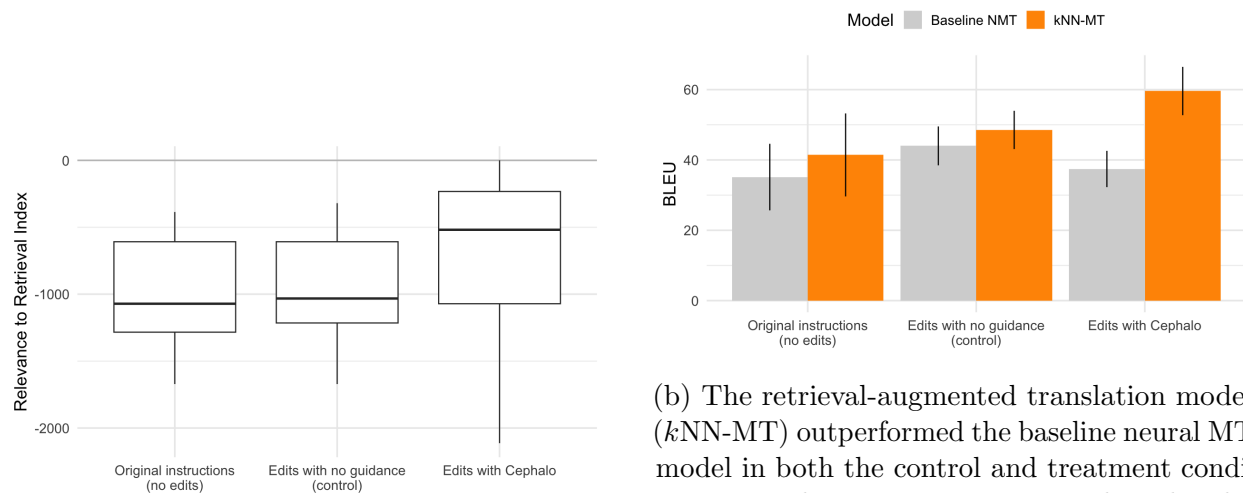 Relevance to Retrieval Index
0
-1000
-2000
Original instructions
(no edits)
Edits with no guidance
(control)
Edits with Cephalo
Model Baseline NMT kNN-MT
BLEU
60
40
20
0
Original instructions
(no edits)
Edits with no guidance
(control)
Edits with Cephalo
(b) The retrieval-augmented translation mode
(kNN-MT) outperformed the baseline neural MT
model in both the control and treatment condi